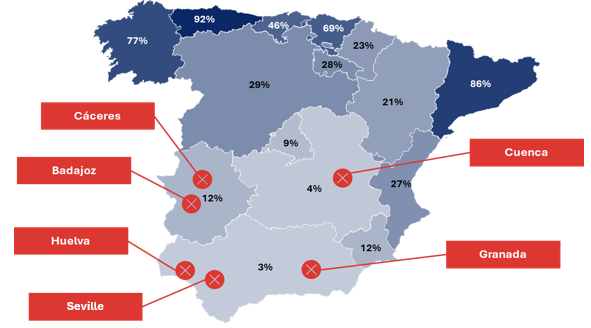 92%
46%
69%
77%
23%
28%
29%
86%
21%
Cáceres
9%
Cuenca
Badajoz
4%
27%
12%
Huelva
12%
Granada
3%
Seville